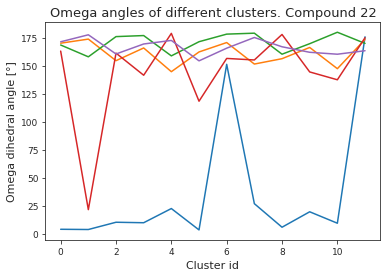 Omega angles of different clusters. Compound 22
Omega dihedral angle [°]
175
150
125
100
75
50
25
0
0 2 4 6 8 10
Cluster id